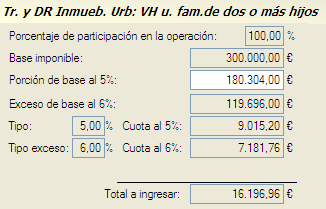 Tr. y DR Inmueb. Urb: VH u. fam.de dos o más hijos
Porcentaje de participación en la operación: 100,00 %
Base imponible: 300.000,00 €
Porción de base al 5%: 180.304,00 €
Exceso de base al 6%: 119.696,00 €
Tipo: 5,00 % Cuota al 5%: 9.015,20 €
Tipo exceso: 6,00 % Cuota al 6%: 7.181,76 €
Total a ingresar: 16.196,96 €